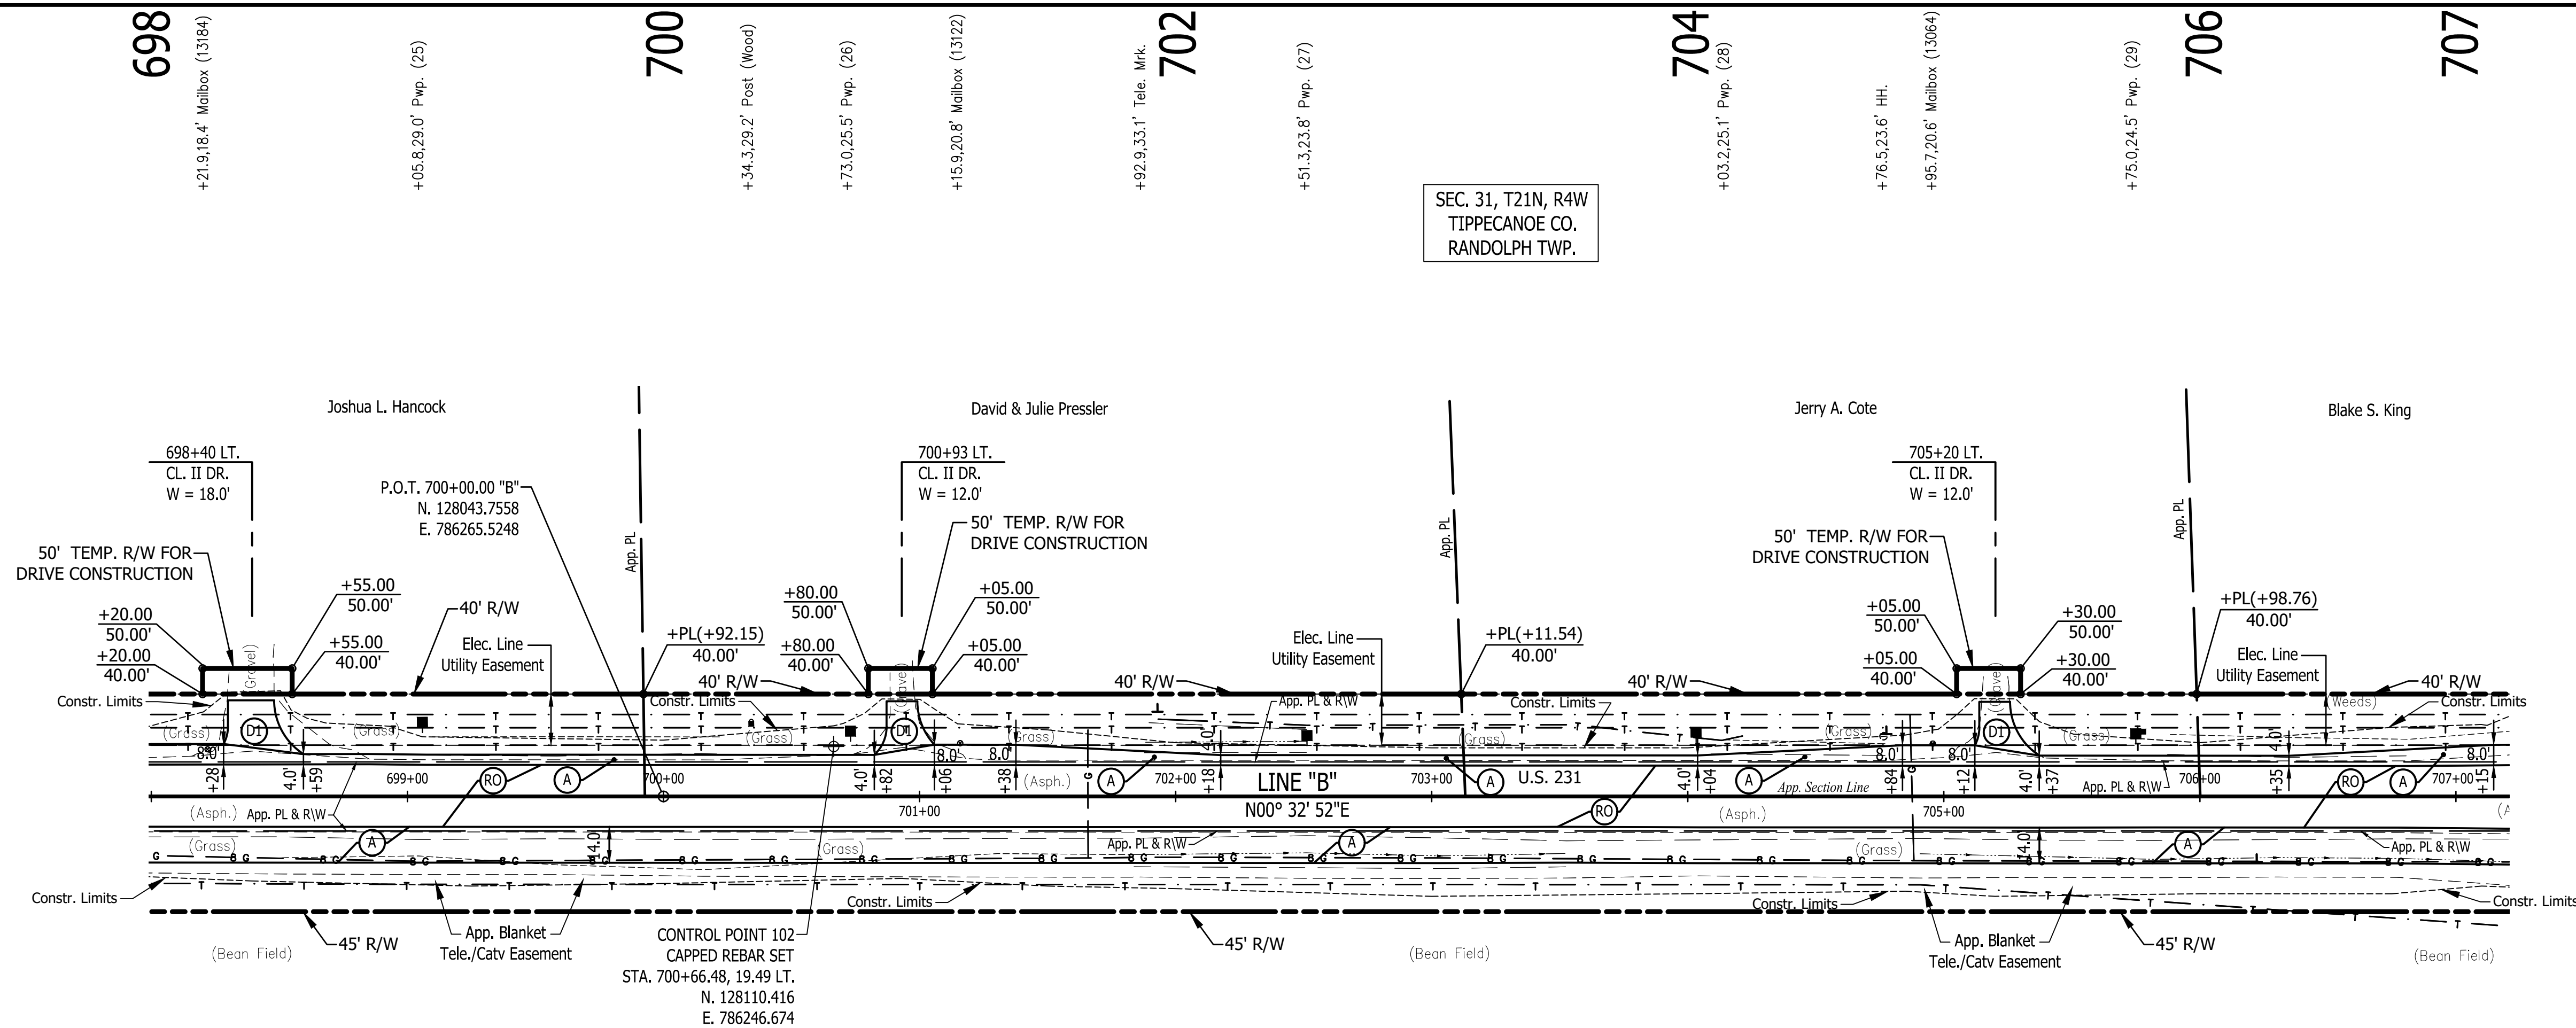 698
700
702
704
706
707
+21.9,18.4' Mailbox (13184)
+05.8,29.0' Pwp. (25)
+34.3,29.2' Post (Wood)
+73.0,25.5' Pwp. (26)
+15.9,20.8' Mailbox (13122)
+92.9,33.1' Tele. Mrk.
+51.3,23.8' Pwp. (27)
+03.2,25.1' Pwp. (28)
+76.5,23.6' HH.
+95.7,20.6' Mailbox (13064)
+75.0,24.5' Pwp. (29)
SEC. 31, T21N, R4W
TIPPECANOE CO.
RANDOLPH TWP.
Joshua L. Hancock
David & Julie Pressler
Jerry A. Cote
Blake S. King
698+40 LT.
CL. II DR.
W = 18.0'
P.O.T. 700+00.00 "B"
N. 128043.7558
E. 786265.5248
700+93 LT.
CL. II DR.
W = 12.0'
705+20 LT.
CL. II DR.
W = 12.0'
50' TEMP. R/W FOR
DRIVE CONSTRUCTION
50' TEMP. R/W FOR
DRIVE CONSTRUCTION
50' TEMP. R/W FOR
DRIVE CONSTRUCTION
App. PL
App. PL
App. PL
+20.00
50.00'
+20.00
40.00'
+55.00
50.00'
+55.00
40.00'
40' R/W
Elec. Line
Utility Easement
+PL(+92.15)
40.00'
+80.00
50.00'
+80.00
40.00'
+05.00
50.00'
+05.00
40.00'
Elec. Line
Utility Easement
+PL(+11.54)
40.00'
+05.00
50.00'
+05.00
40.00'
+30.00
50.00'
+30.00
40.00'
+PL(+98.76)
40.00'
Elec. Line
Utility Easement
40' R/W
40' R/W
40' R/W
40' R/W
(Gravel)
(Gravel)
(Gravel)
Constr. Limits
Constr. Limits
App. PL & R\W
Constr. Limits
(Weeds)
Constr. Limits
(Grass)
D1
(Grass)
(Grass)
D1
(Grass)
(Grass)
(Grass)
D1
(Grass)
8.0'
+28
4.0'
+59
4.0'
+82
8.0'
+06
8.0'
+38
4.0'
+18
4.0'
+04
8.0'
+84
8.0'
+12
4.0'
+37
4.0'
+35
8.0'
+15
699+00
RO
A
700+00
(Asph.)
A
702+00
LINE "B"
703+00
A
U.S. 231
A
App. Section Line
App. PL & R\W
706+00
RO
A
707+00
(Asph.)
App. PL & R\W
701+00
N00° 32' 52"E
RO
(Asph.)
705+00
(Grass)
A
14.0'
(Grass)
App. PL & R\W
A
(Grass)
14.0'
A
App. PL & R\W
Constr. Limits
Constr. Limits
Constr. Limits
Constr. Limits
45' R/W
App. Blanket
Tele./Catv Easement
45' R/W
App. Blanket
Tele./Catv Easement
45' R/W
(Bean Field)
(Bean Field)
(Bean Field)
CONTROL POINT 102
CAPPED REBAR SET
STA. 700+66.48, 19.49 LT.
N. 128110.416
E. 786246.674